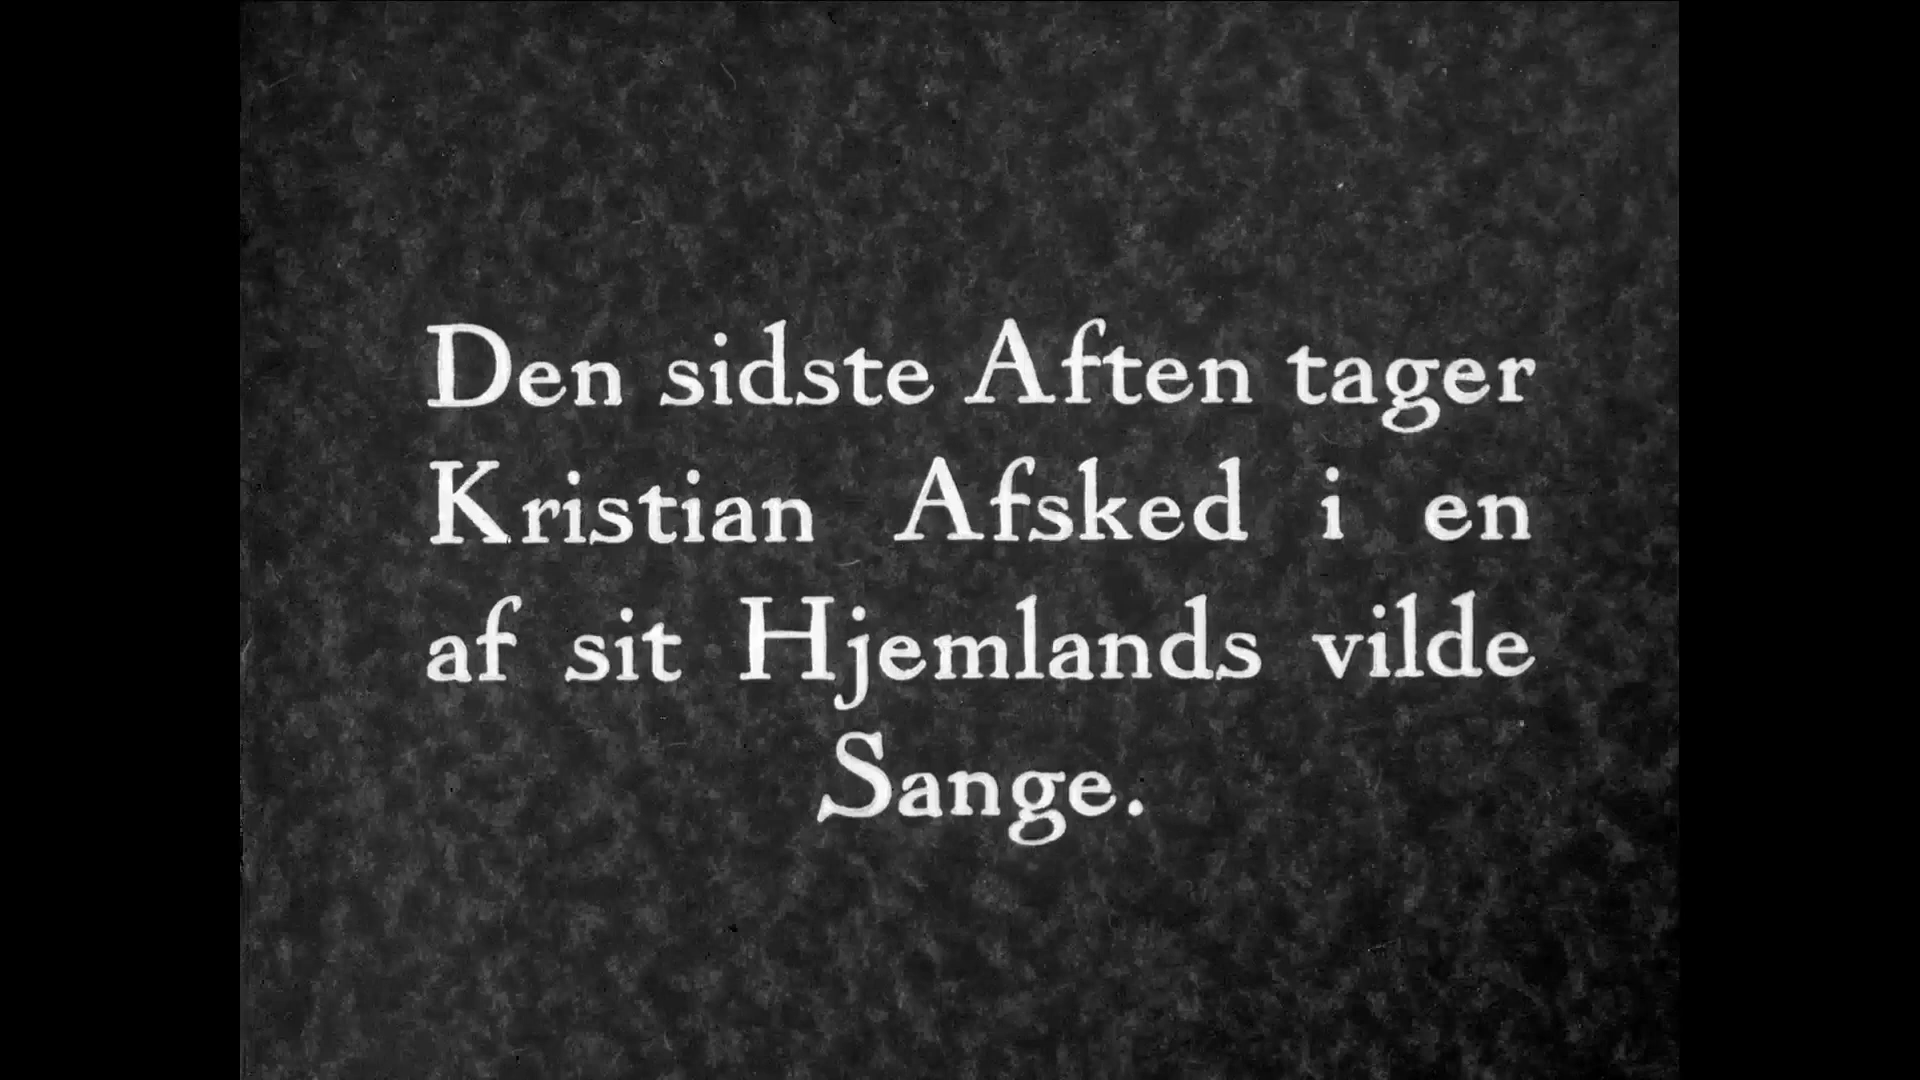 Den sidste Aften tager
Kristian Afsked i en
af sit Hjemlands vilde
Sange.